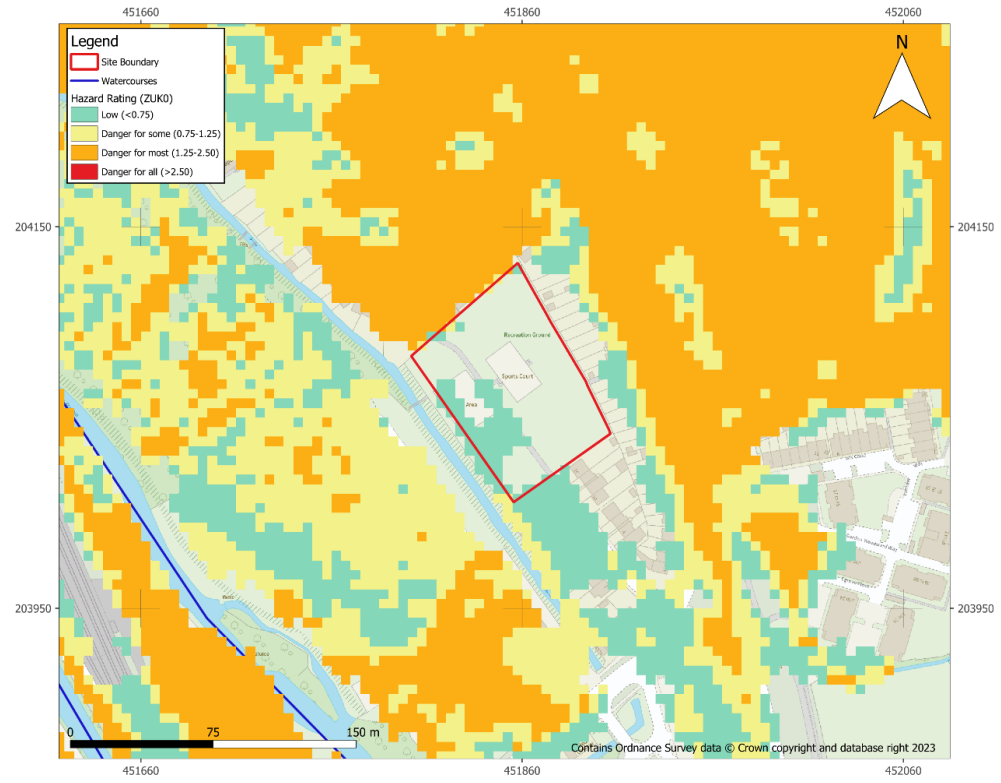 451660
451860
452060
Legend
Site Boundary
Watercourses
Hazard Rating (ZUK0)
Low (<0.75)
Danger for some (0.75-1.25)
Danger for most (1.25-2.50)
Danger for all (>2.50)
N
204150
204150
Recreation Ground
Sports Court
Area
203950
203950
0
75
150 m
Contains Ordnance Survey data © Crown copyright and database right 2023
451660
451860
452060